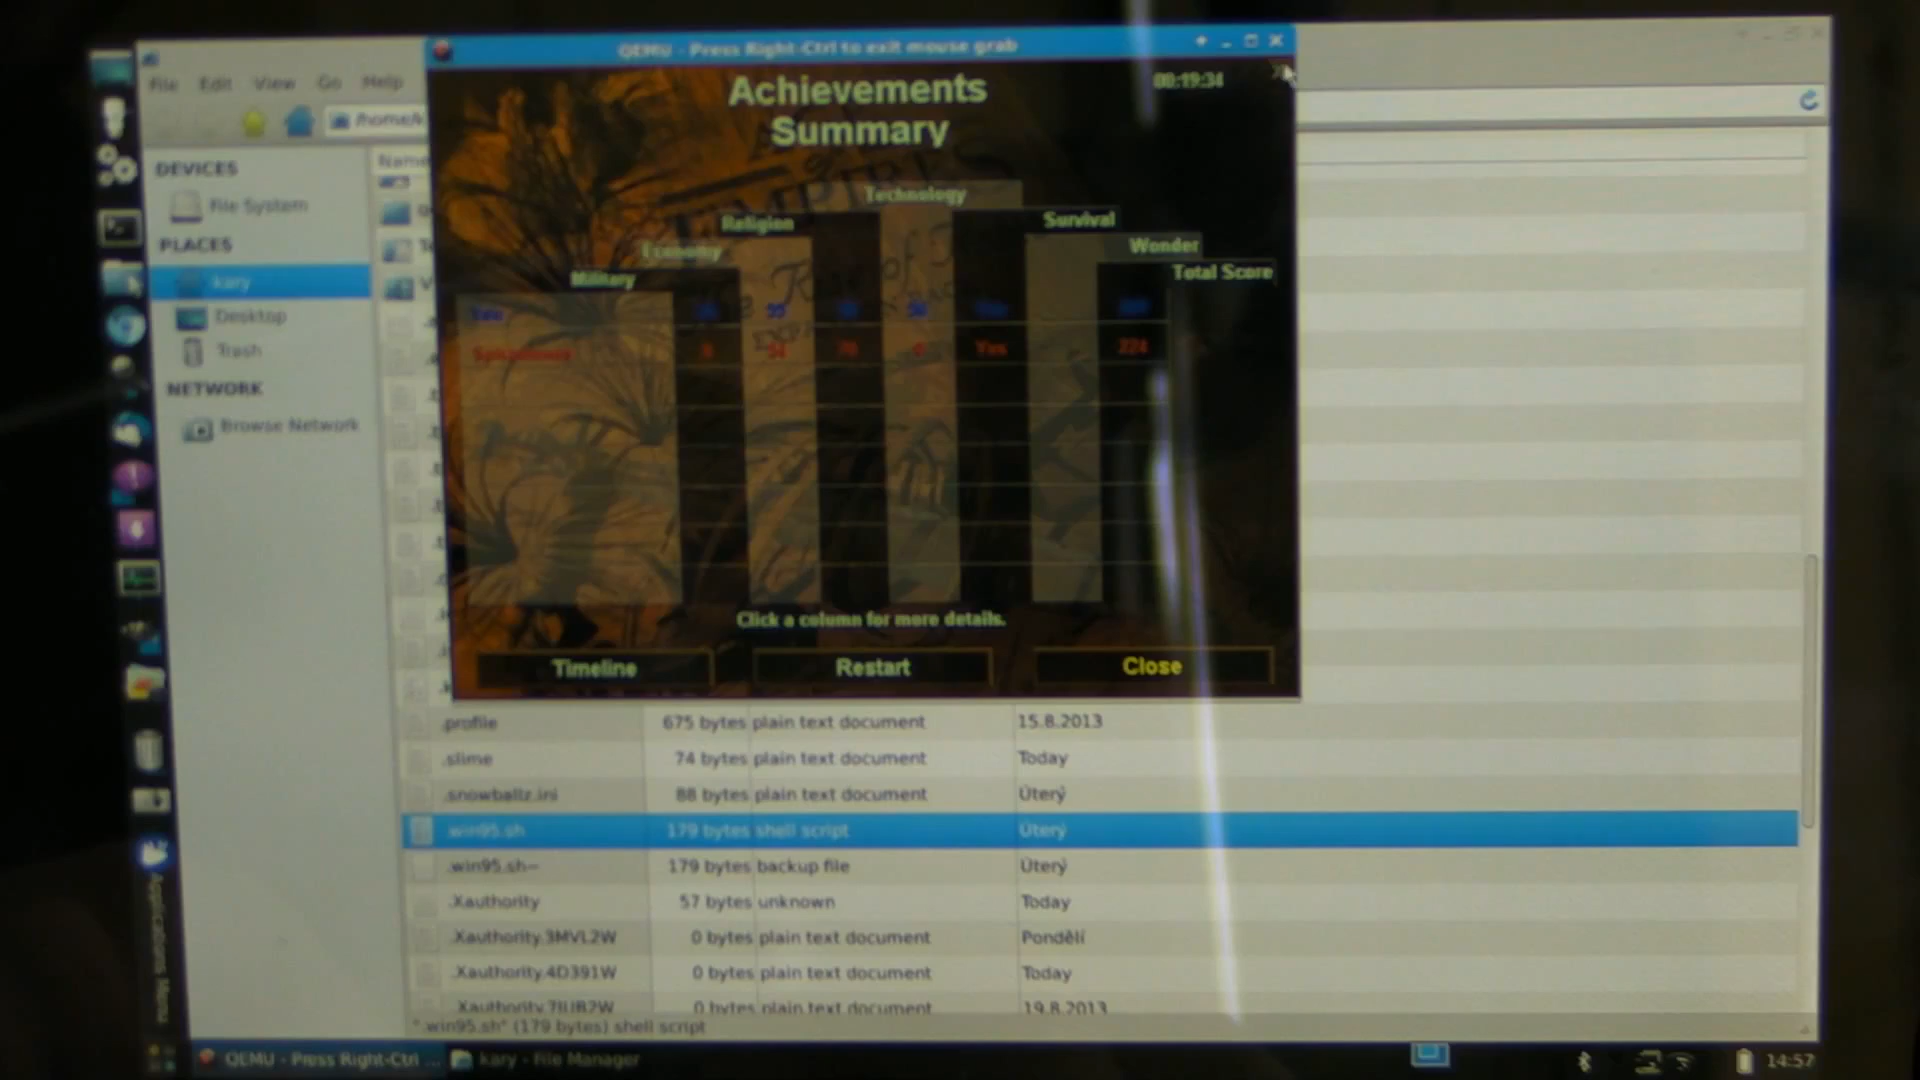 QEMU - Press Right-Ctrl to exit mouse grab
File Edit View Go Help
Achievements
Summary
00:19:34
/home/k
Name
DEVICES
File System
PLACES
kary
Desktop
Trash
NETWORK
Browse Network
Technology
Religion
Survival
Economy
Wonder
Military
Total Score
Yes
224
Click a column for more details.
Timeline
Restart
Close
.profile 675 bytes plain text document 15.8.2013
.slime 74 bytes plain text document Today
.snowballz.ini 88 bytes plain text document Úterý
.win95.sh 179 bytes shell script Úterý
.win95.sh~ 179 bytes backup file Úterý
.Xauthority 57 bytes unknown Today
.Xauthority.3MVL2W 0 bytes plain text document Pondělí
.Xauthority.4D391W 0 bytes plain text document Today
0 bytes plain text document 19.8.2013
".win95.sh" (179 bytes) shell script
Applications Menu
QEMU - Press Right-Ctrl ...
kary - File Manager
14:57